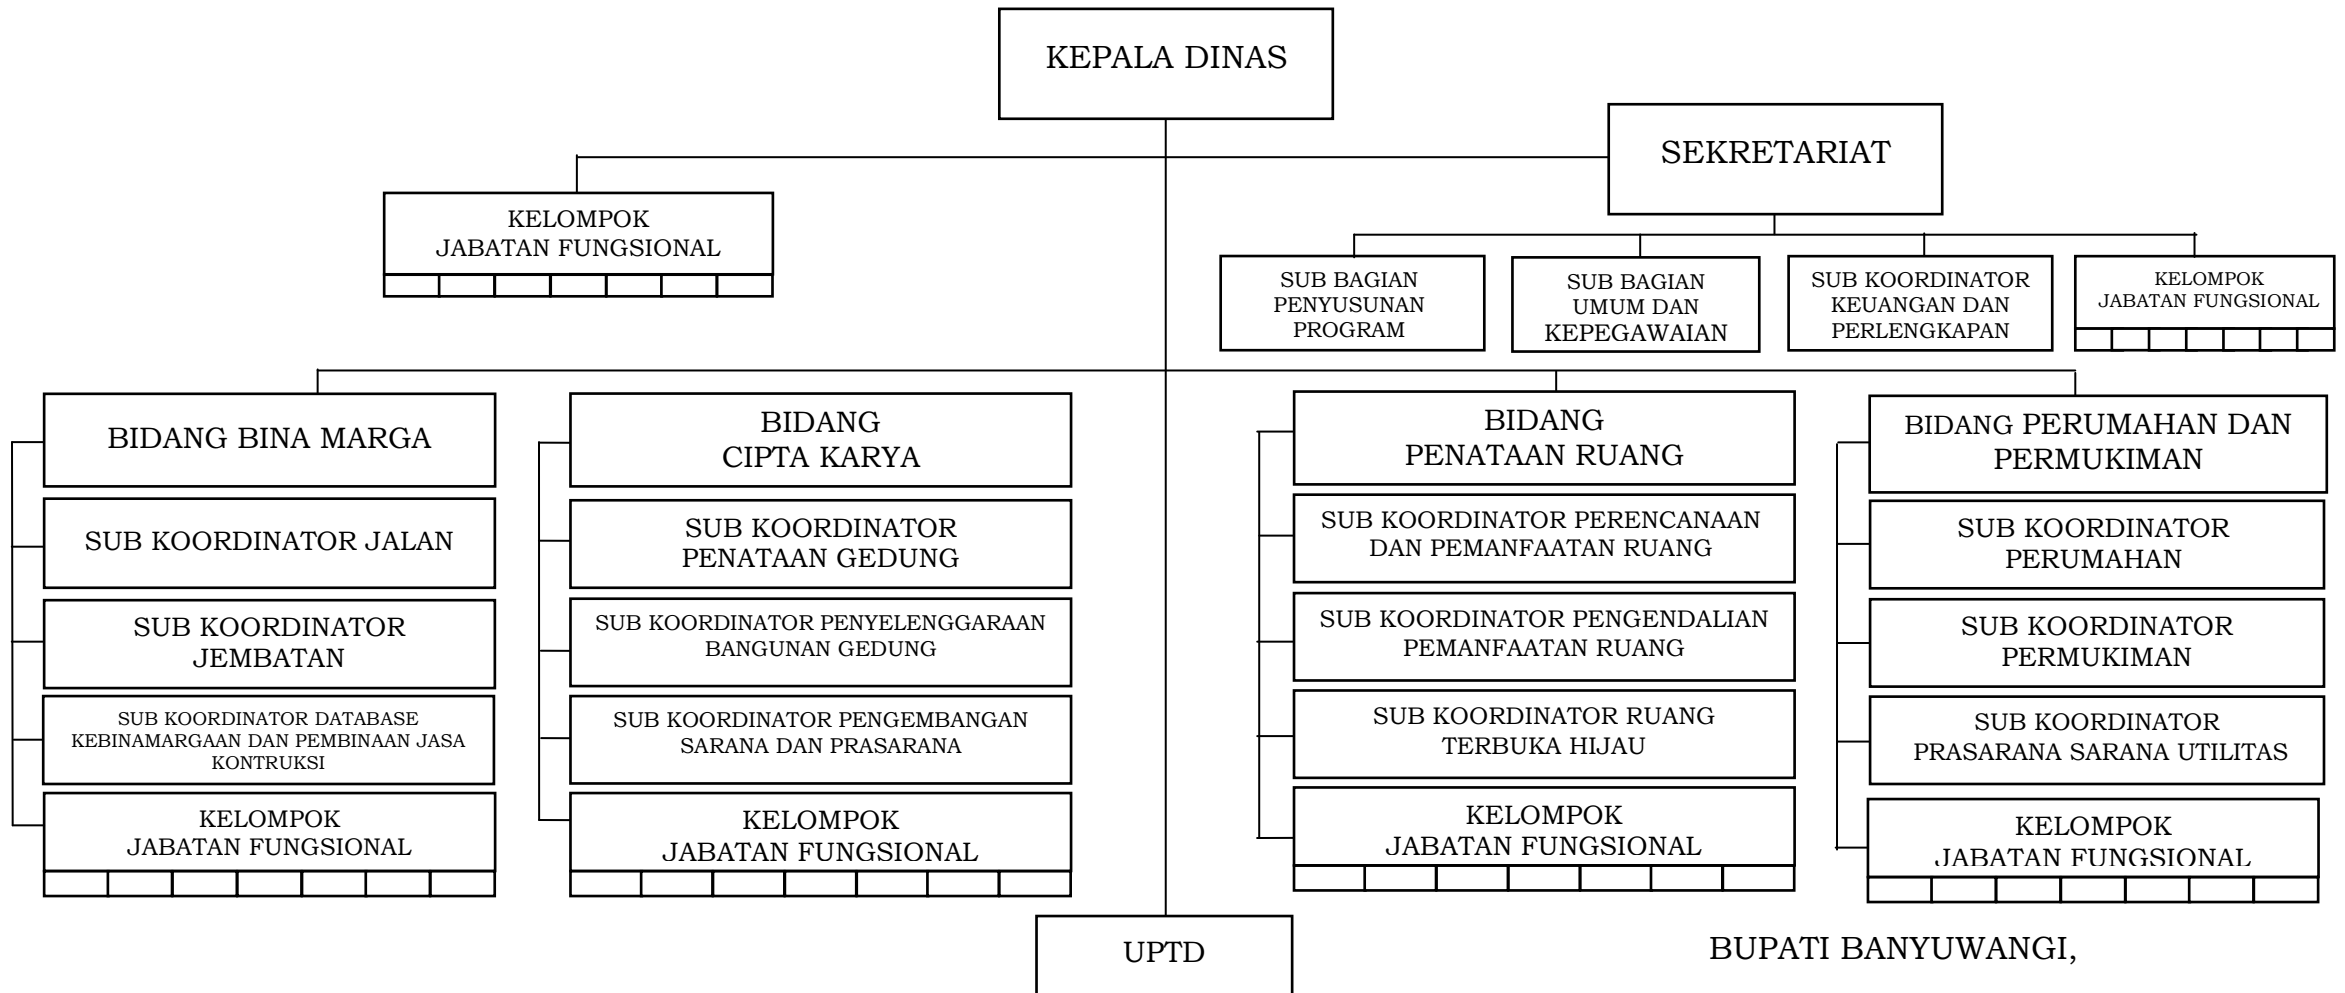 KEPALA DINAS
SEKRETARIAT
KELOMPOK
JABATAN FUNGSIONAL
SUB BAGIAN
PENYUSUNAN
PROGRAM
SUB BAGIAN
UMUM DAN
KEPEGAWAIAN
SUB KOORDINATOR
KEUANGAN DAN
PERLENGKAPAN
KELOMPOK
JABATAN FUNGSIONAL
BIDANG BINA MARGA
SUB KOORDINATOR JALAN
SUB KOORDINATOR
JEMBATAN
SUB KOORDINATOR DATABASE
KEBINAMARGAAN DAN PEMBINAAN JASA
KONTRUKSI
KELOMPOK
JABATAN FUNGSIONAL
BIDANG
CIPTA KARYA
SUB KOORDINATOR
PENATAAN GEDUNG
SUB KOORDINATOR PENYELENGGARAAN
BANGUNAN GEDUNG
SUB KOORDINATOR PENGEMBANGAN
SARANA DAN PRASARANA
KELOMPOK
JABATAN FUNGSIONAL
BIDANG
PENATAAN RUANG
SUB KOORDINATOR PERENCANAAN
DAN PEMANFAATAN RUANG
SUB KOORDINATOR PENGENDALIAN
PEMANFAATAN RUANG
SUB KOORDINATOR RUANG
TERBUKA HIJAU
KELOMPOK
JABATAN FUNGSIONAL
BIDANG PERUMAHAN DAN
PERMUKIMAN
SUB KOORDINATOR
PERUMAHAN
SUB KOORDINATOR
PERMUKIMAN
SUB KOORDINATOR
PRASARANA SARANA UTILITAS
KELOMPOK
JABATAN FUNGSIONAL
UPTD
BUPATI BANYUWANGI,